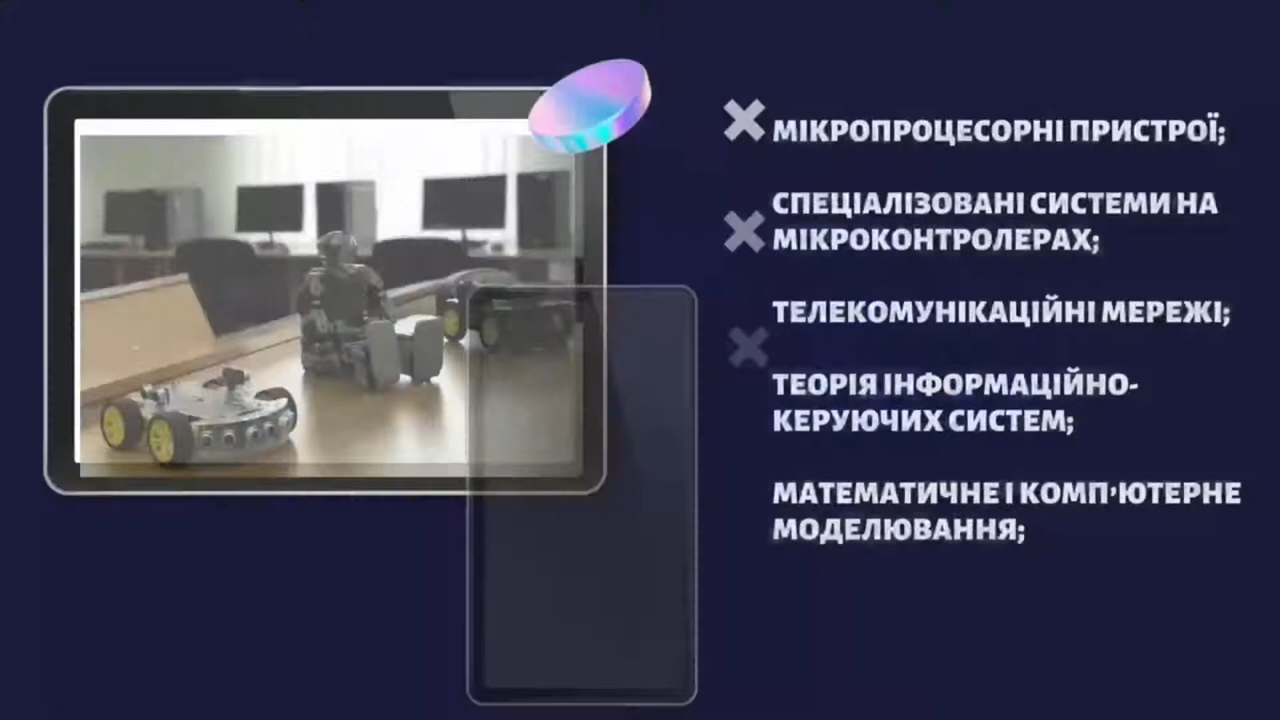 МІКРОПРОЦЕСОРНІ ПРИСТРОЇ;
СПЕЦІАЛІЗОВАНІ СИСТЕМИ НА
МІКРОКОНТРОЛЕРАХ;
ТЕЛЕКОМУНІКАЦІЙНІ МЕРЕЖІ;
ТЕОРІЯ ІНФОРМАЦІЙНО-
КЕРУЮЧИХ СИСТЕМ;
МАТЕМАТИЧНЕ І КОМП’ЮТЕРНЕ
МОДЕЛЮВАННЯ;